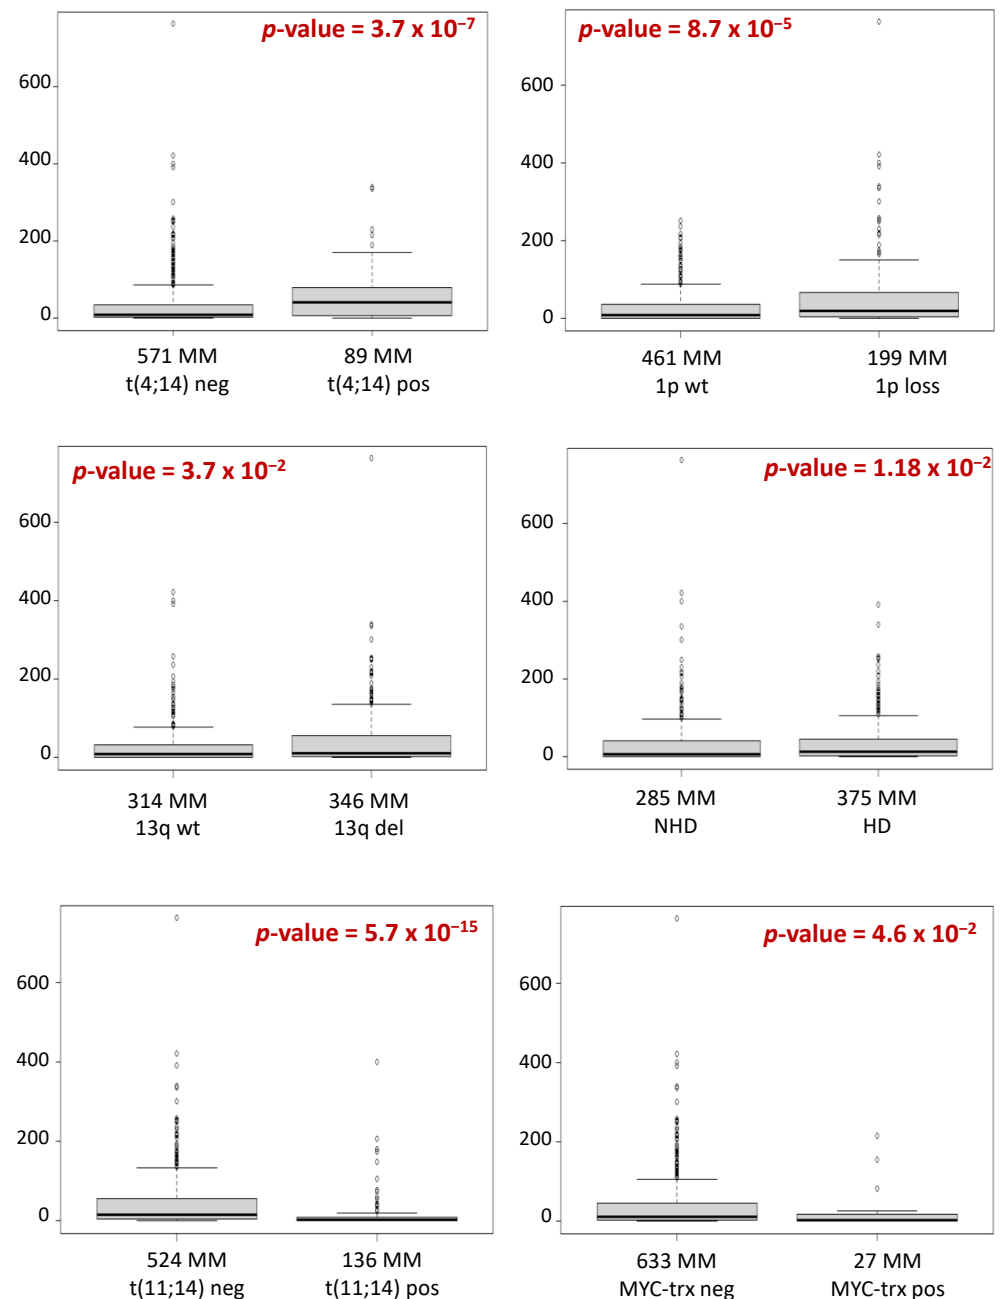 p-value = 3.7 x 10⁻⁷
600
400
200
0
571 MM
t(4;14) neg
89 MM
t(4;14) pos
p-value = 8.7 x 10⁻⁵
600
400
200
0
461 MM
1p wt
199 MM
1p loss
p-value = 3.7 x 10⁻²
600
400
200
0
314 MM
13q wt
346 MM
13q del
p-value = 1.18 x 10⁻²
600
400
200
0
285 MM
NHD
375 MM
HD
p-value = 5.7 x 10⁻¹⁵
600
400
200
0
524 MM
t(11;14) neg
136 MM
t(11;14) pos
p-value = 4.6 x 10⁻²
600
400
200
0
633 MM
MYC-trx neg
27 MM
MYC-trx pos